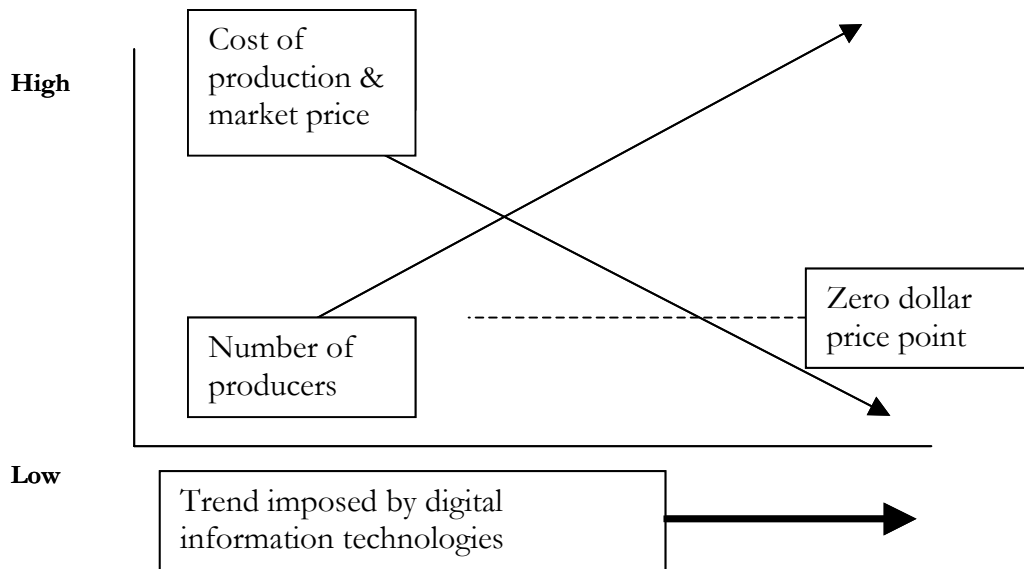 Cost of
production &
market price
High
Zero dollar
price point
Number of
producers
Low
Trend imposed by digital
information technologies